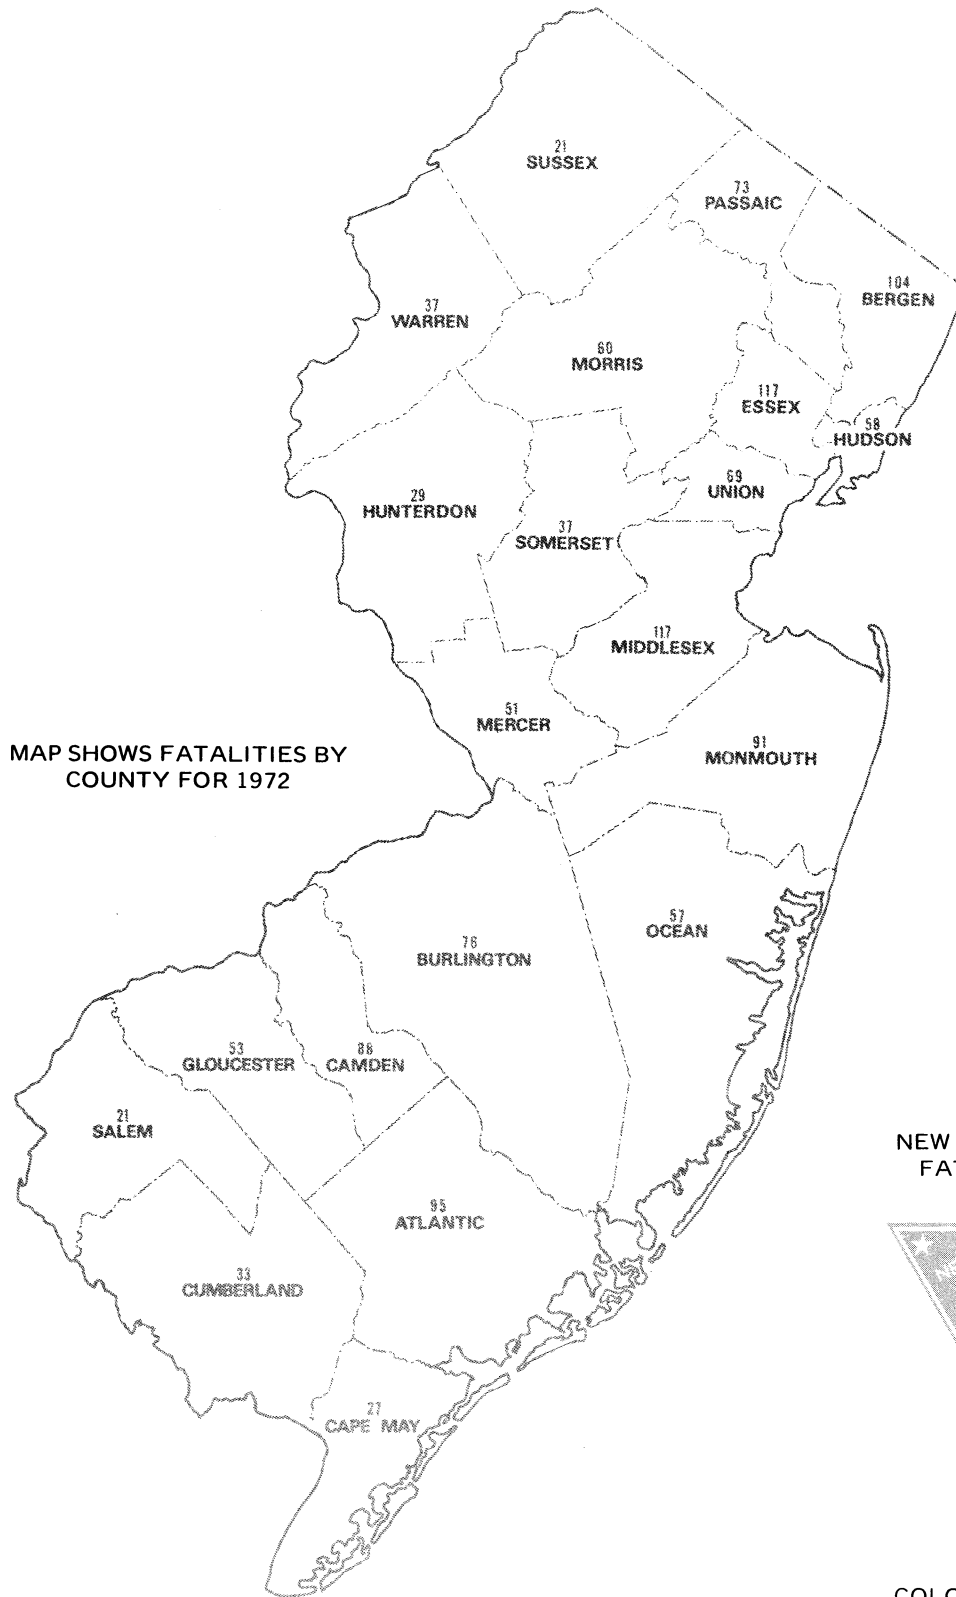 21
SUSSEX
73
PASSAIC
104
BERGEN
37
WARREN
60
MORRIS
117
ESSEX
58
HUDSON
69
UNION
29
HUNTERDON
37
SOMERSET
117
MIDDLESEX
51
MERCER
91
MONMOUTH
MAP SHOWS FATALITIES BY
COUNTY FOR 1972
57
OCEAN
76
BURLINGTON
53
GLOUCESTER
88
CAMDEN
21
SALEM
NEW
FAT
95
ATLANTIC
33
CUMBERLAND
27
CAPE MAY
COLO